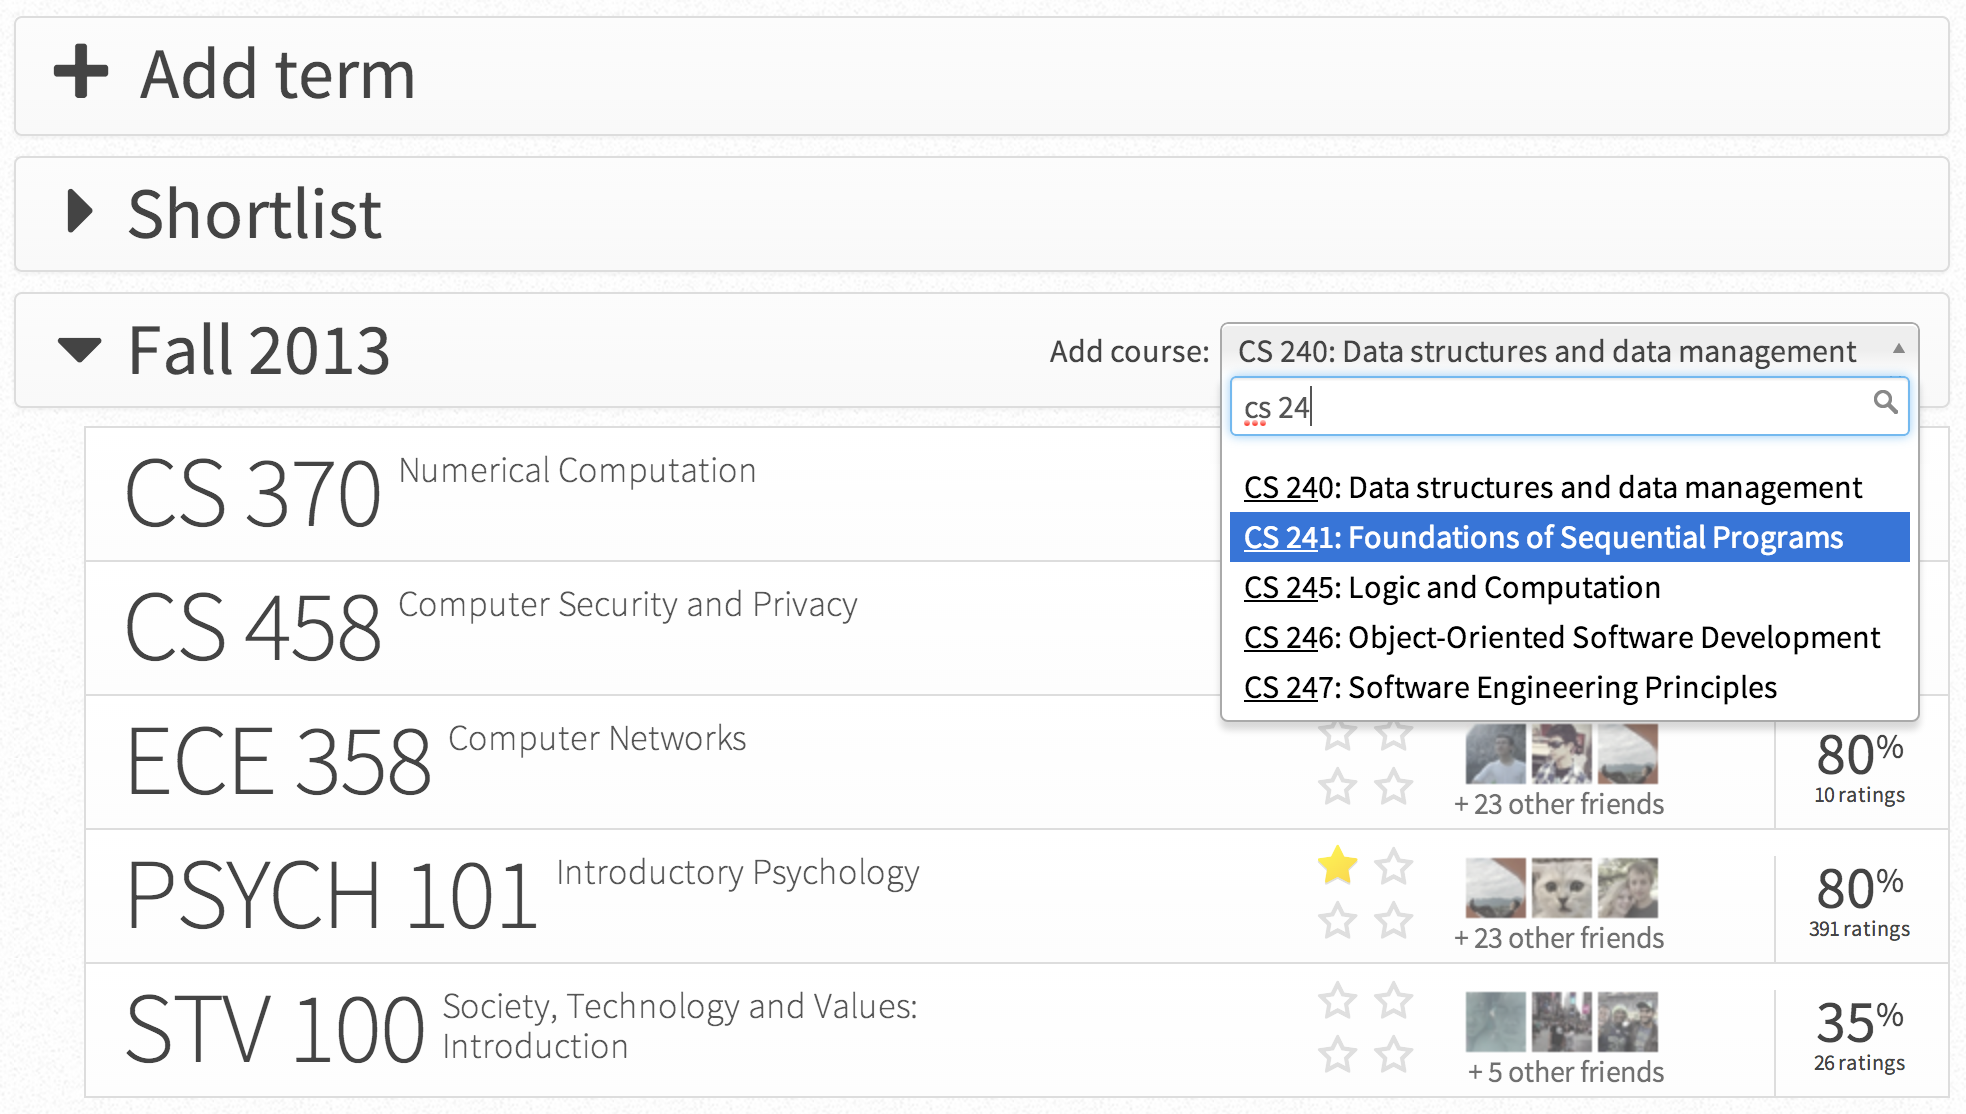 Add term
Shortlist
Fall 2013
Add course: CS 240: Data structures and data management
cs 24
CS 240: Data structures and data management
CS 241: Foundations of Sequential Programs
CS 245: Logic and Computation
CS 246: Object-Oriented Software Development
CS 247: Software Engineering Principles
CS 370 Numerical Computation
CS 458 Computer Security and Privacy
ECE 358 Computer Networks
+ 23 other friends
80%
10 ratings
PSYCH 101 Introductory Psychology
+ 23 other friends
80%
391 ratings
STV 100 Society, Technology and Values:
Introduction
+ 5 other friends
35%
26 ratings